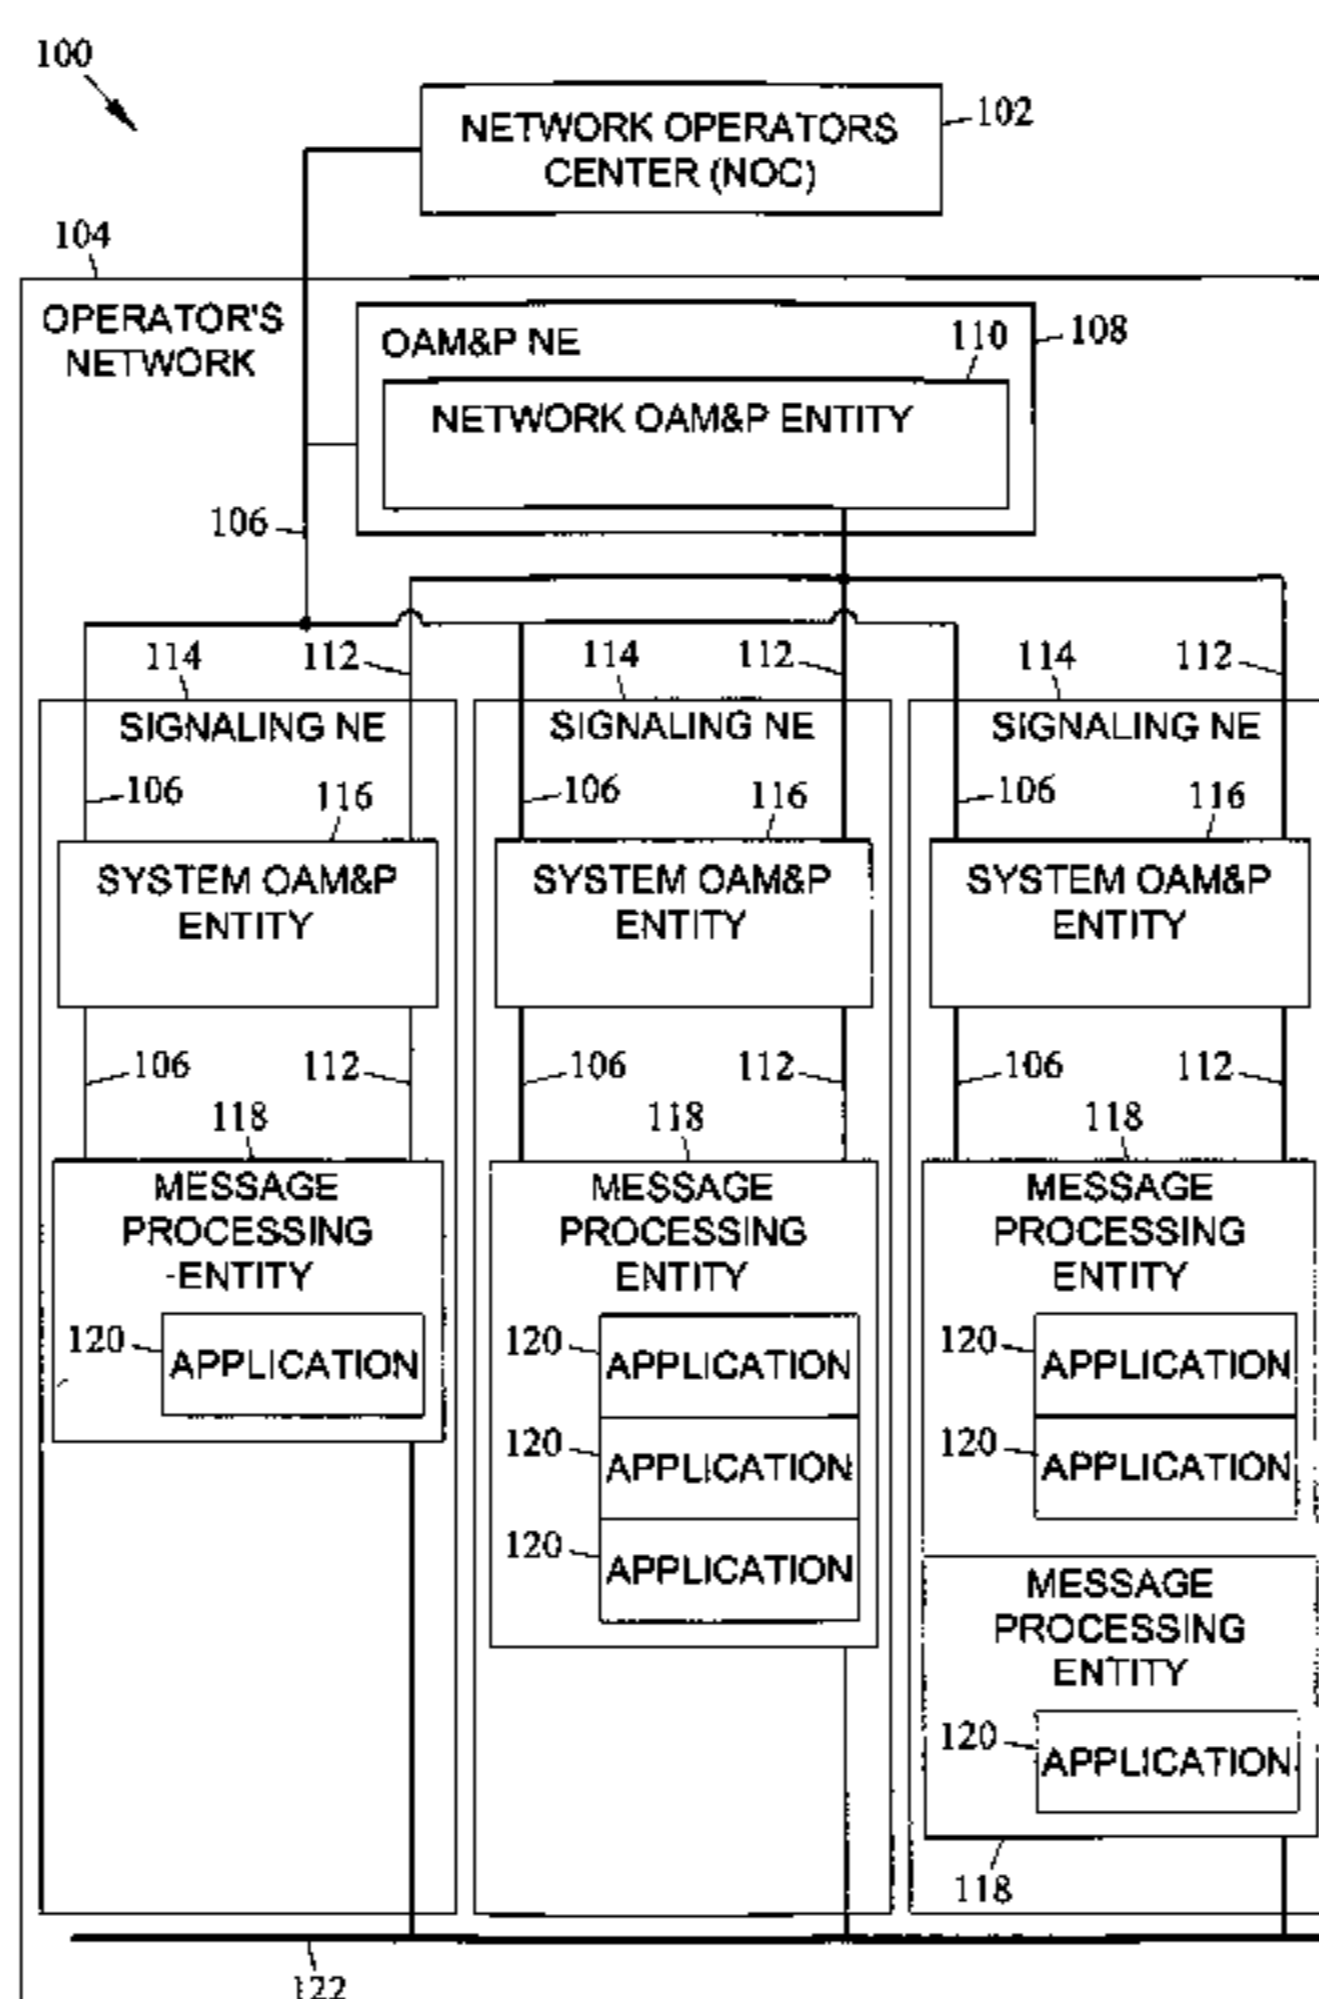 100
NETWORK OPERATORS
CENTER (NOC)
102
104
OPERATOR'S
NETWORK
OAM&P NE
110
108
NETWORK OAM&P ENTITY
106
114
112
114
112
114
112
SIGNALING NE
SIGNALING NE
SIGNALING NE
106
116
106
116
106
116
SYSTEM OAM&P
ENTITY
SYSTEM OAM&P
ENTITY
SYSTEM OAM&P
ENTITY
106
112
106
112
106
112
118
118
118
MESSAGE
PROCESSING
-ENTITY
120
APPLICATION
MESSAGE
PROCESSING
ENTITY
120
APPLICATION
120
APPLICATION
120
APPLICATION
MESSAGE
PROCESSING
ENTITY
120
APPLICATION
120
APPLICATION
MESSAGE
PROCESSING
ENTITY
120
APPLICATION
118
122